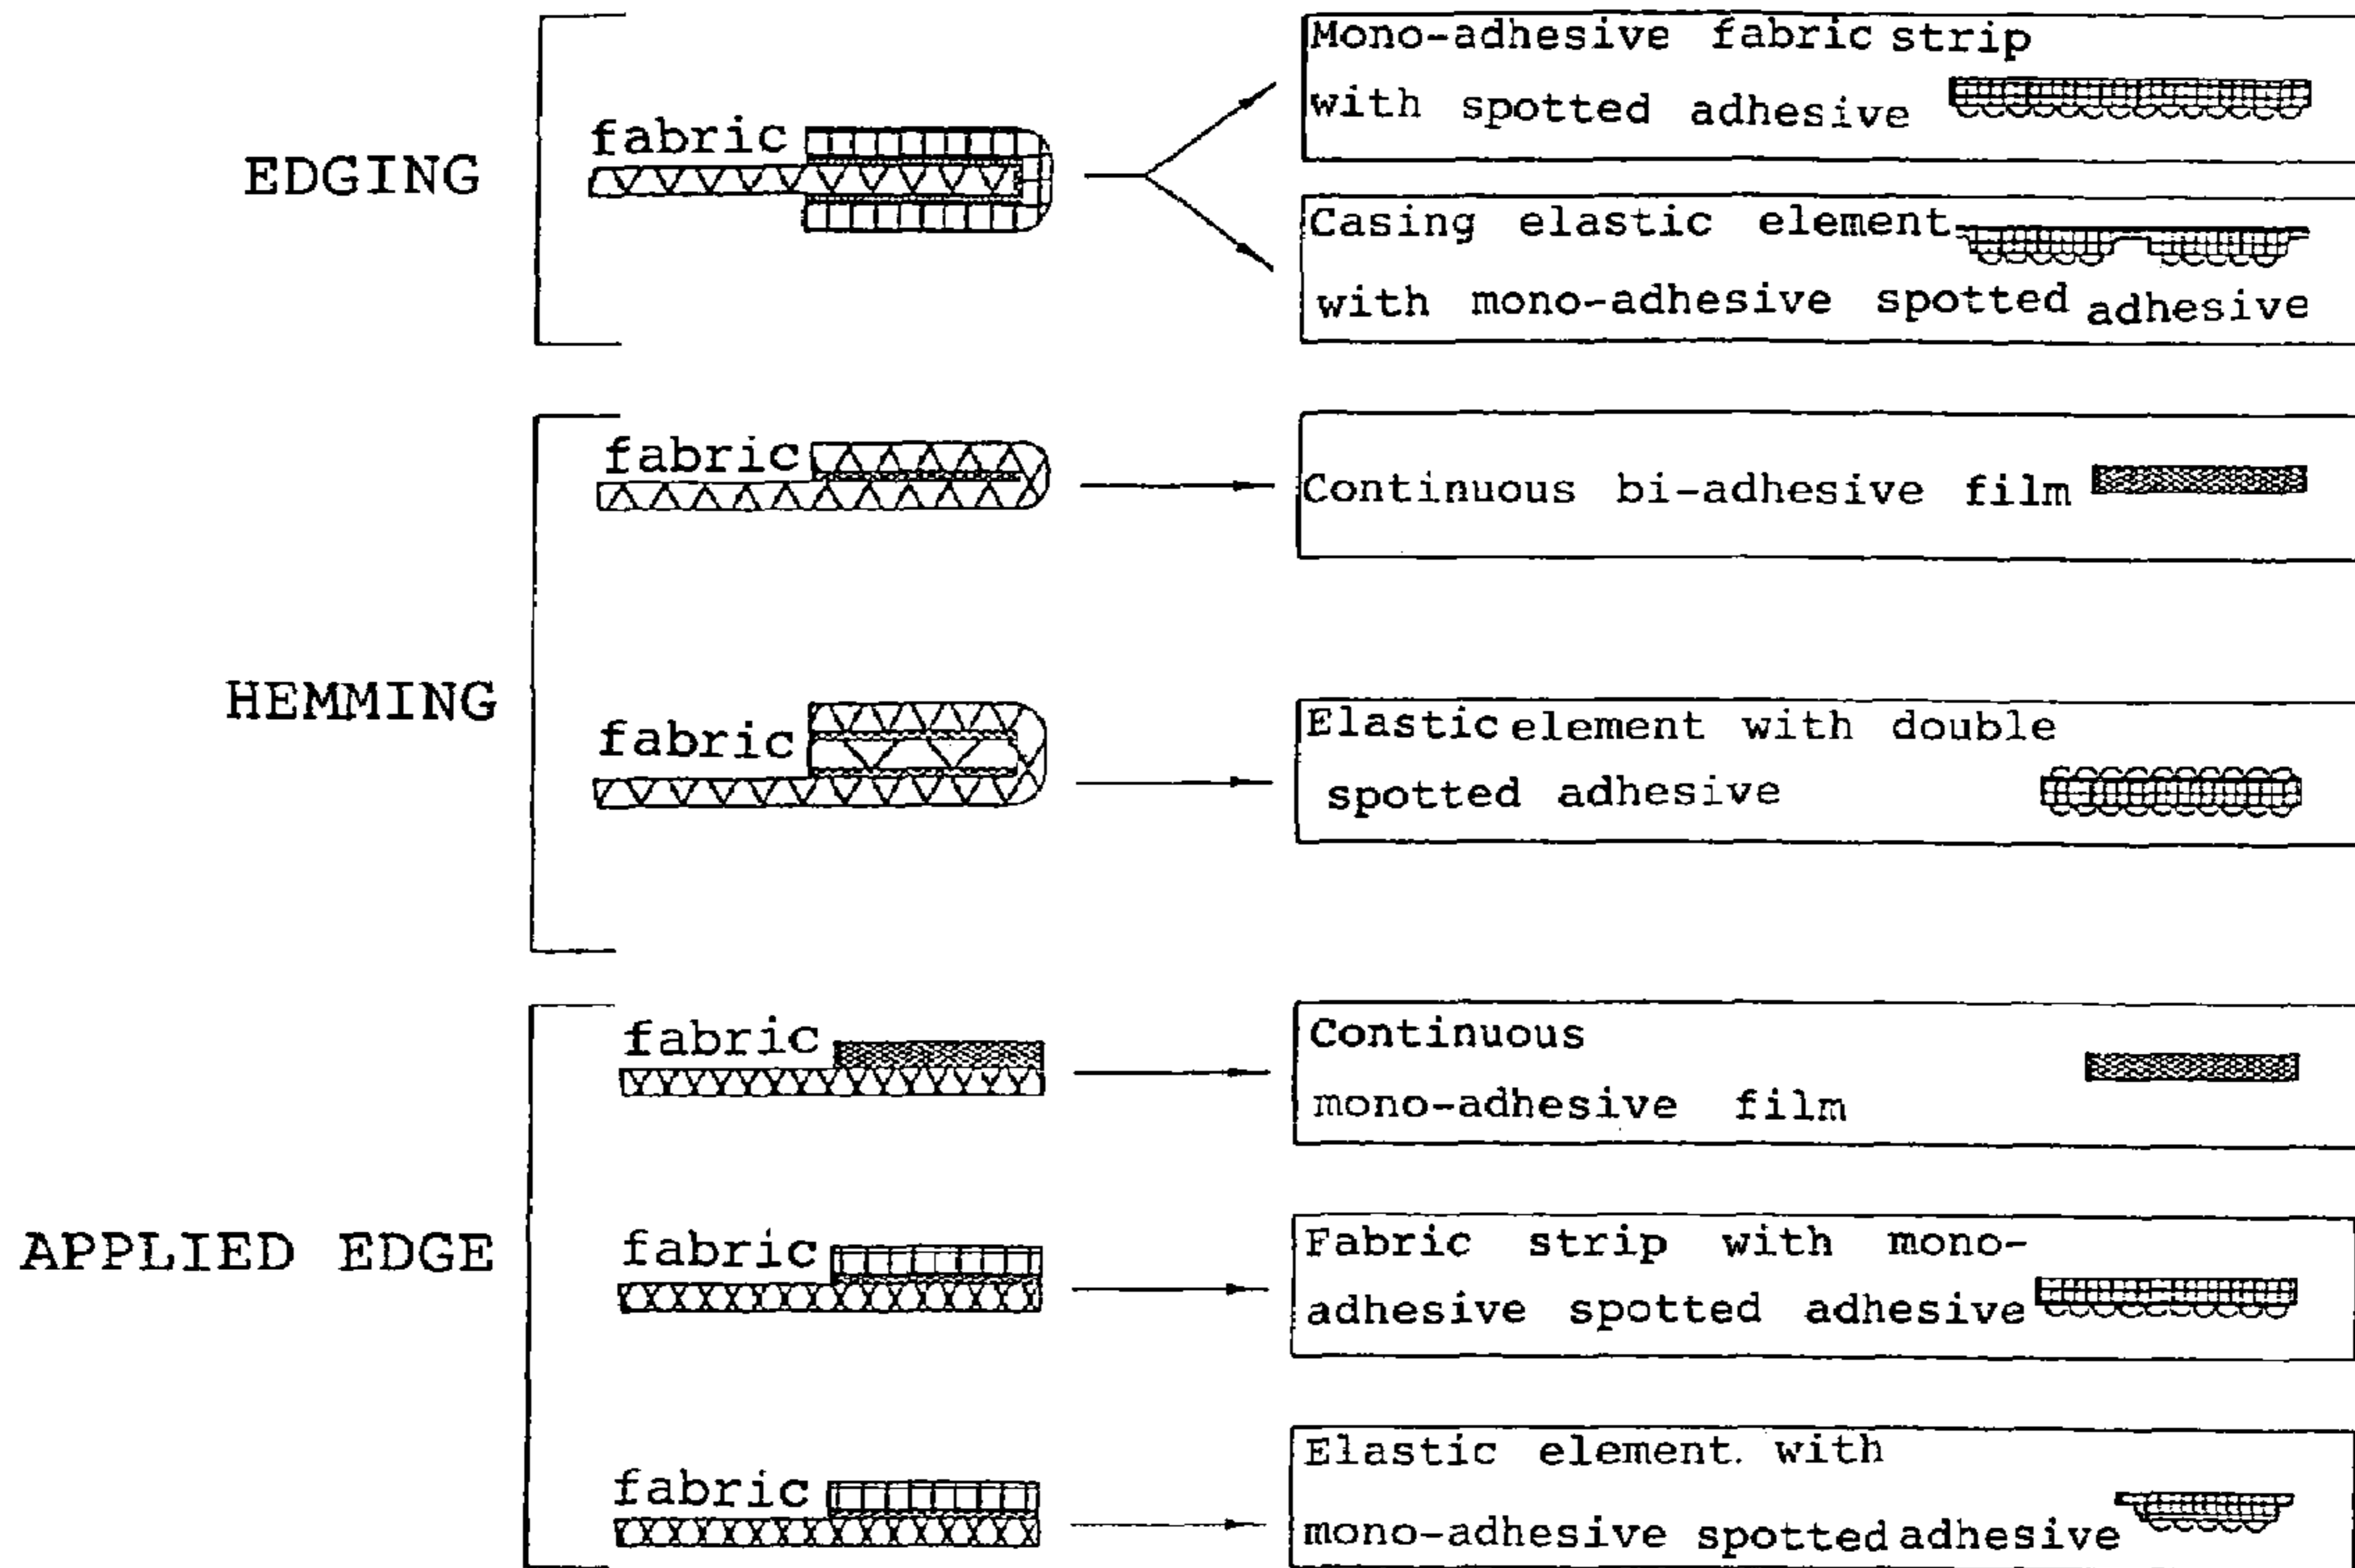 EDGING
fabric
Mono-adhesive fabric strip
with spotted adhesive
Casing elastic element
with mono-adhesive spotted adhesive
HEMMING
fabric
Continuous bi-adhesive film
fabric
Elastic element with double
spotted adhesive
APPLIED EDGE
fabric
Continuous
mono-adhesive film
fabric
Fabric strip with mono-
adhesive spotted adhesive
fabric
Elastic element. with
mono-adhesive spotted adhesive